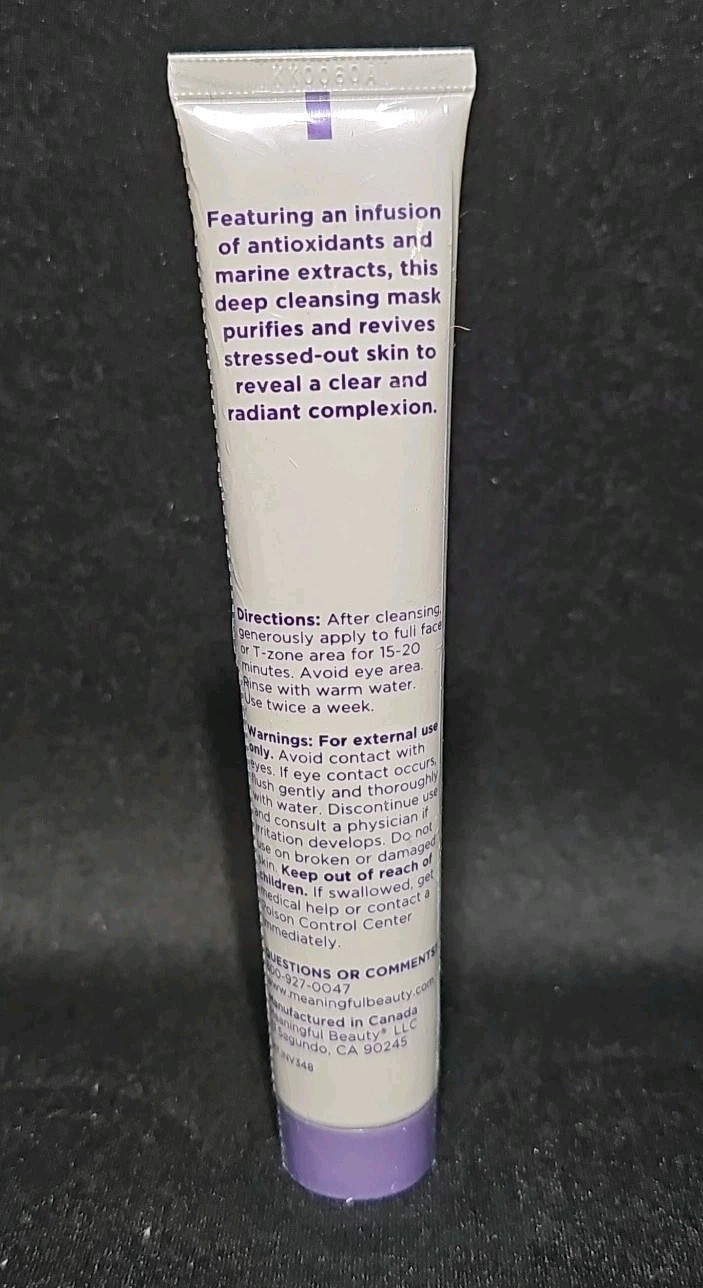 KK0060A
Featuring an infusion
of antioxidants and
marine extracts, this
deep cleansing mask
purifies and revives
stressed-out skin to
reveal a clear and
radiant complexion.
Directions: After cleansing,
generously apply to full face
or T-zone area for 15-20
minutes. Avoid eye area.
Rinse with warm water.
Use twice a week.
Warnings: For external use
only. Avoid contact with
eyes. If eye contact occurs,
flush gently and thoroughly
with water. Discontinue use
and consult a physician if
irritation develops. Do not
use on broken or damaged
skin. Keep out of reach of
children. If swallowed, get
medical help or contact a
Poison Control Center
immediately.
QUESTIONS OR COMMENTS?
800-927-0047
www.meaningfulbeauty.com
Manufactured in Canada
Meaningful Beauty® LLC
Segundo, CA 90245
INV348